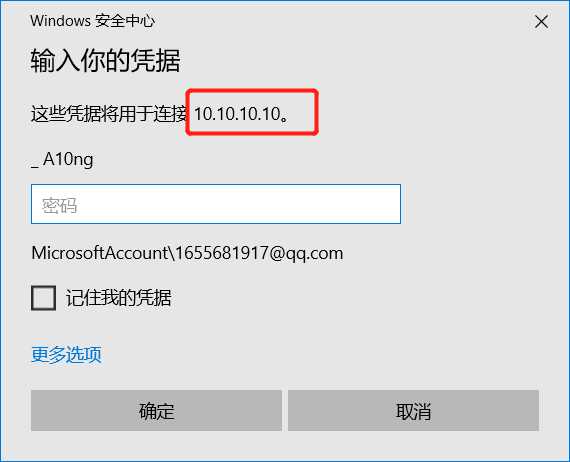 Windows 安全中心
输入你的凭据
这些凭据将用于连接 10.10.10.10。
_ A10ng
密码
MicrosoftAccount\1655681917@qq.com
记住我的凭据
更多选项
确定
取消